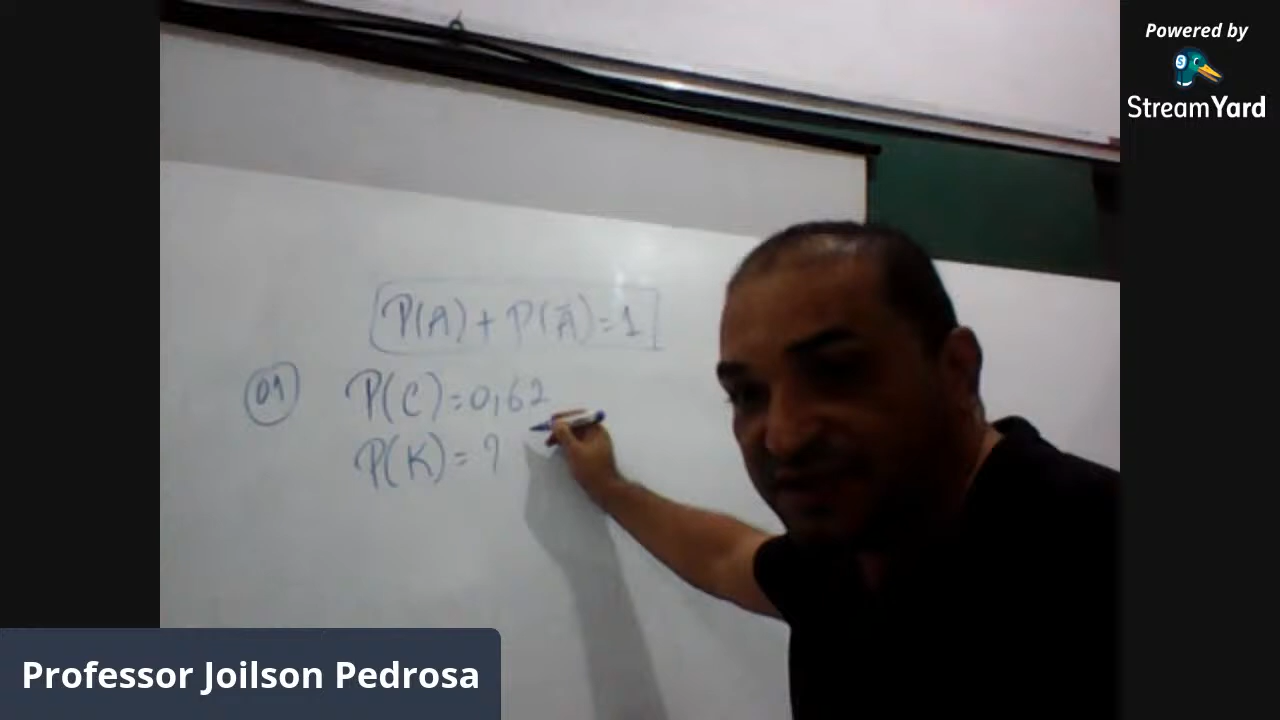 Powered by
StreamYard
P(A) + P(Ā) = 1
01
P(C) = 0,62
P(K) = ?
Professor Joilson Pedrosa